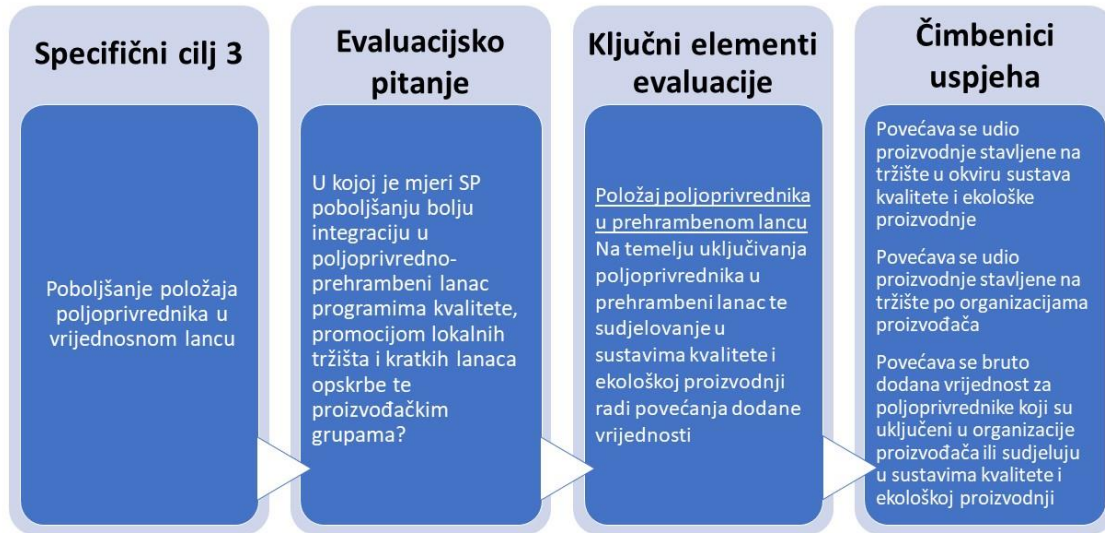 Specifični cilj 3
Poboljšanje položaja
poljoprivrednika u
vrijednosnom lancu
Evaluacijsko
pitanje
U kojoj je mjeri SP
poboljšanju bolju
integraciju u
poljoprivredno-
prehrambeni lanac
programima kvalitete,
promocijom lokalnih
tržišta i kratkih lanaca
opskrbe te
proizvođačkim
grupama?
Ključni elementi
evaluacije
Položaj poljoprivrednika
u prehrambenom lancu
Na temelju uključivanja
poljoprivrednika u
prehrambeni lanac te
sudjelovanje u
sustavima kvalitete i
ekološkoj proizvodnji
radi povećanja dodane
vrijednosti
Čimbenici
uspjeha
Povećava se udio
proizvodnje stavljene na
tržište u okviru sustava
kvalitete i ekološke
proizvodnje
Povećava se udio
proizvodnje stavljene na
tržište po organizacijama
proizvođača
Povećava se bruto
dodana vrijednost za
poljoprivrednike koji su
uključeni u organizacije
proizvođača ili sudjeluju
u sustavima kvalitete i
ekološkoj proizvodnji